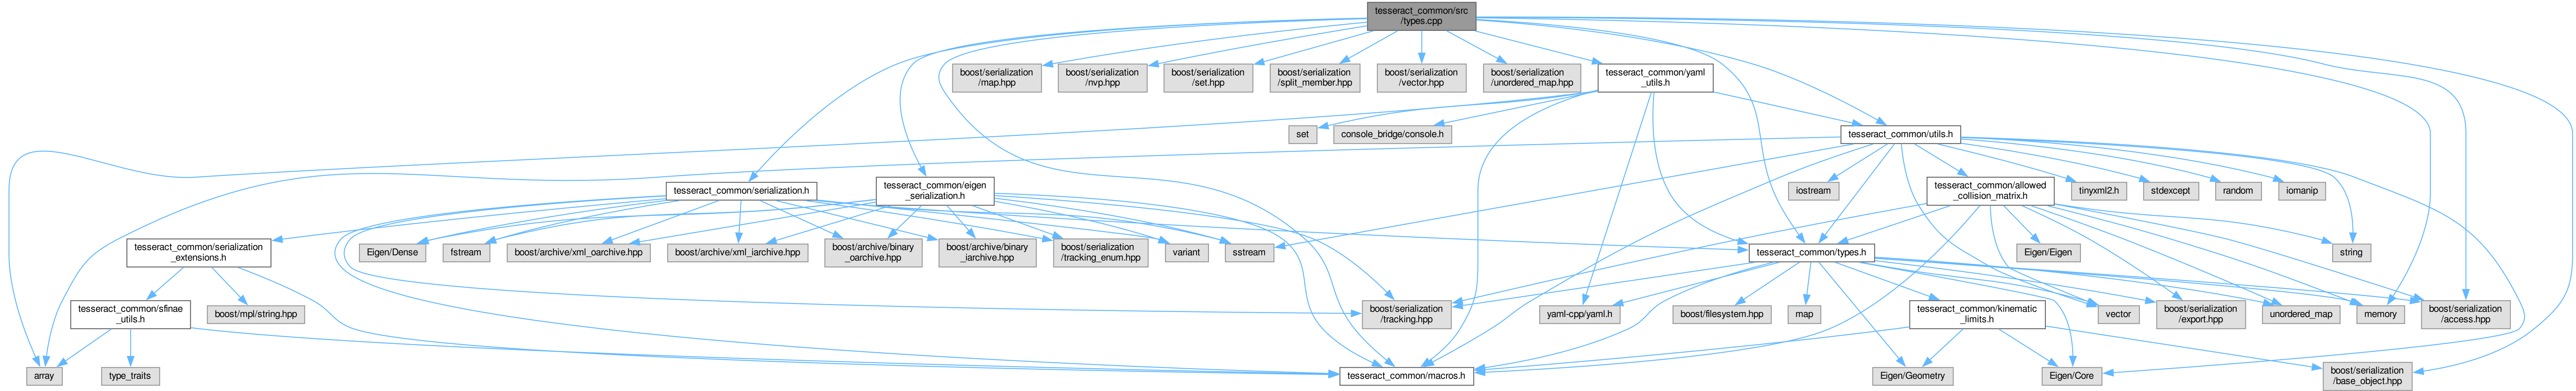 tesseract_common/src
/types.cpp
boost/serialization
/map.hpp
boost/serialization
/nvp.hpp
boost/serialization
/set.hpp
boost/serialization
/split_member.hpp
boost/serialization
/vector.hpp
boost/serialization
/unordered_map.hpp
tesseract_common/yaml
_utils.h
set
console_bridge/console.h
tesseract_common/utils.h
tesseract_common/serialization.h
tesseract_common/eigen
_serialization.h
iostream
tesseract_common/allowed
_collision_matrix.h
tinyxml2.h
stdexcept
random
iomanip
tesseract_common/serialization
_extensions.h
Eigen/Dense
fstream
boost/archive/xml_oarchive.hpp
boost/archive/xml_iarchive.hpp
boost/archive/binary
_oarchive.hpp
boost/archive/binary
_iarchive.hpp
boost/serialization
/tracking_enum.hpp
variant
sstream
tesseract_common/types.h
Eigen/Eigen
string
tesseract_common/sfinae
_utils.h
boost/mpl/string.hpp
boost/serialization
/tracking.hpp
yaml-cpp/yaml.h
boost/filesystem.hpp
map
tesseract_common/kinematic
_limits.h
vector
boost/serialization
/export.hpp
unordered_map
memory
boost/serialization
/access.hpp
array
type_traits
tesseract_common/macros.h
Eigen/Geometry
Eigen/Core
boost/serialization
/base_object.hpp